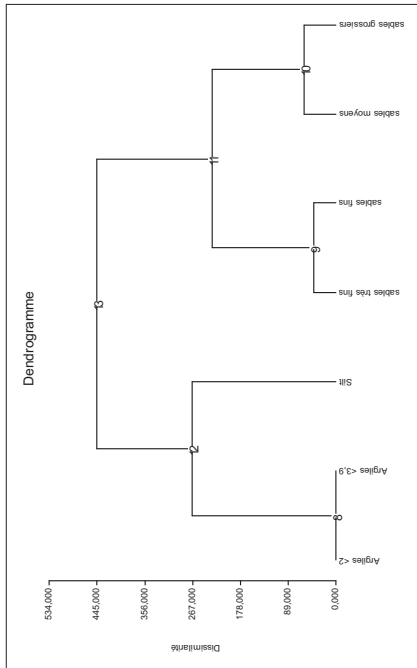 Dendrogramme
Dissimilarité
534,000
445,000
356,000
267,000
178,000
89,000
0,000
13
12
11
10
9
8
Argiles <2
Argiles <3,9
Silt
sables très fins
sables fins
sables moyens
sables grossiers